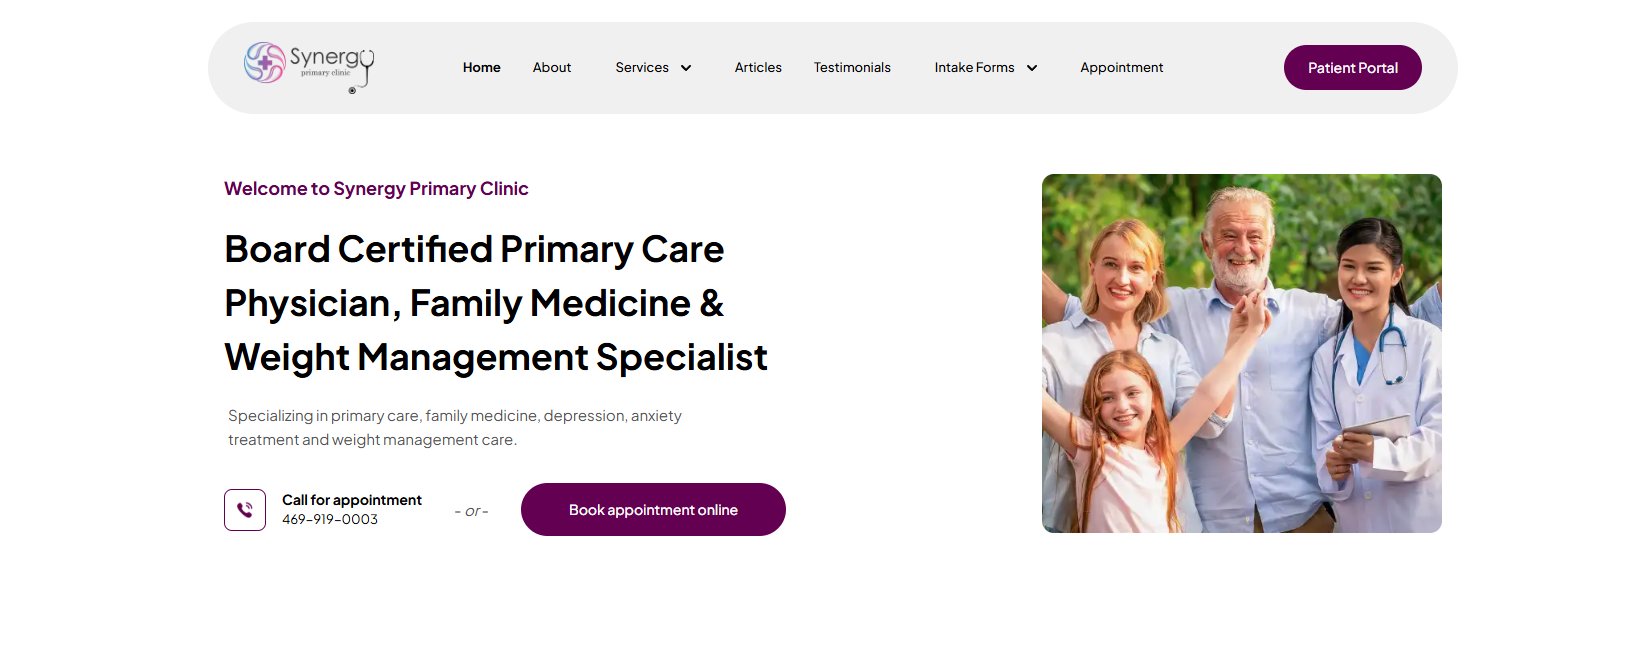 Synergy
primary clinic
Home
About
Services
Articles
Testimonials
Intake Forms
Appointment
Patient Portal
Welcome to Synergy Primary Clinic
Board Certified Primary Care
Physician, Family Medicine &
Weight Management Specialist
Specializing in primary care, family medicine, depression, anxiety
treatment and weight management care.
Call for appointment
469-919-0003
- or -
Book appointment online